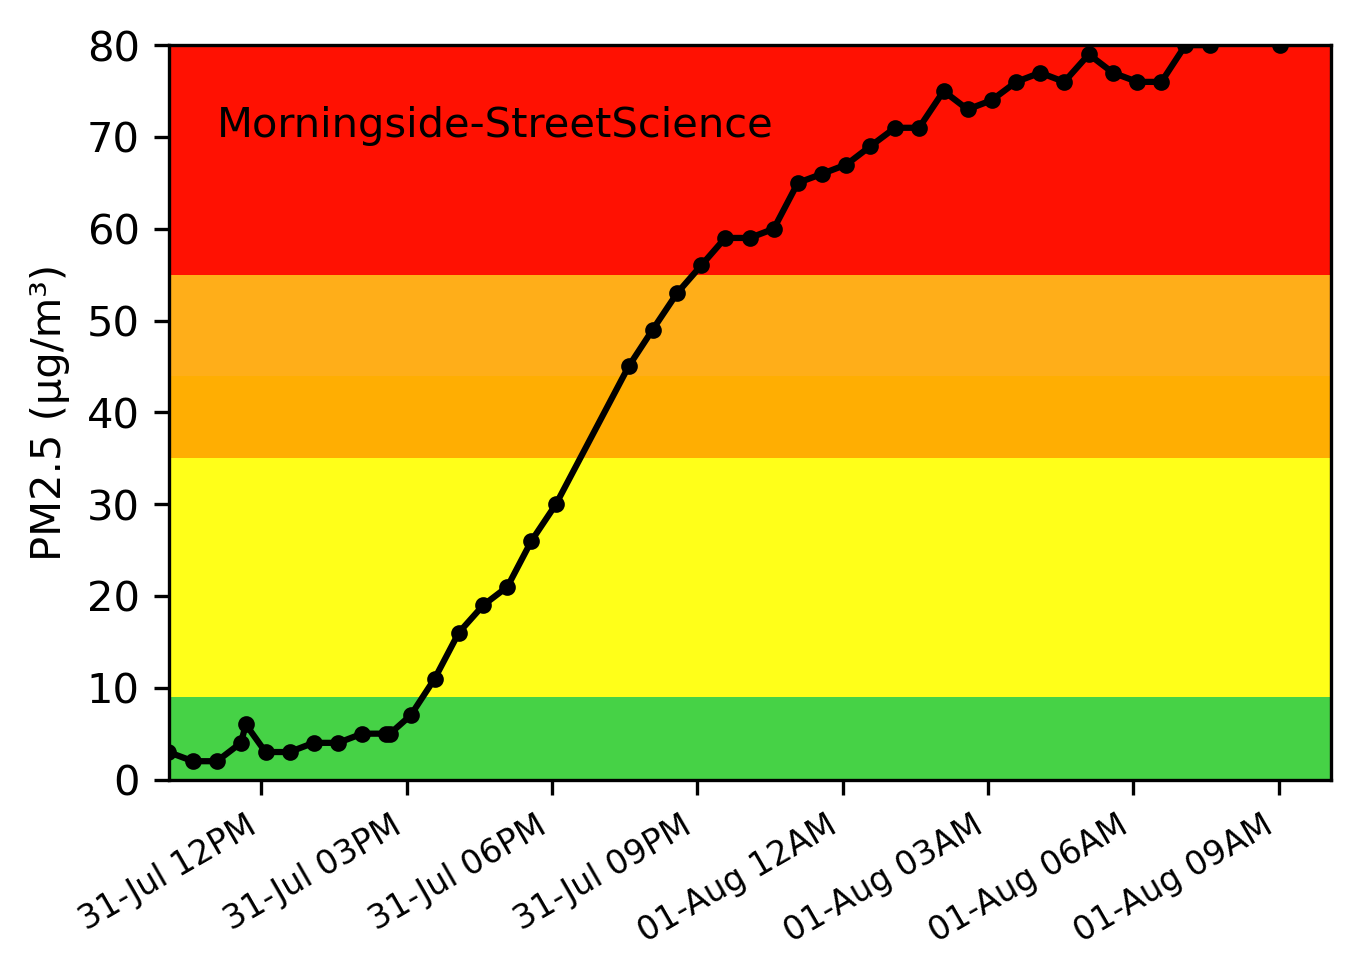 80
Morningside-StreetScience
70
60
50
40
30
20
10
0
PM2.5 (µg/m³)
31-Jul 12PM
31-Jul 03PM
31-Jul 06PM
31-Jul 09PM
01-Aug 12AM
01-Aug 03AM
01-Aug 06AM
01-Aug 09AM